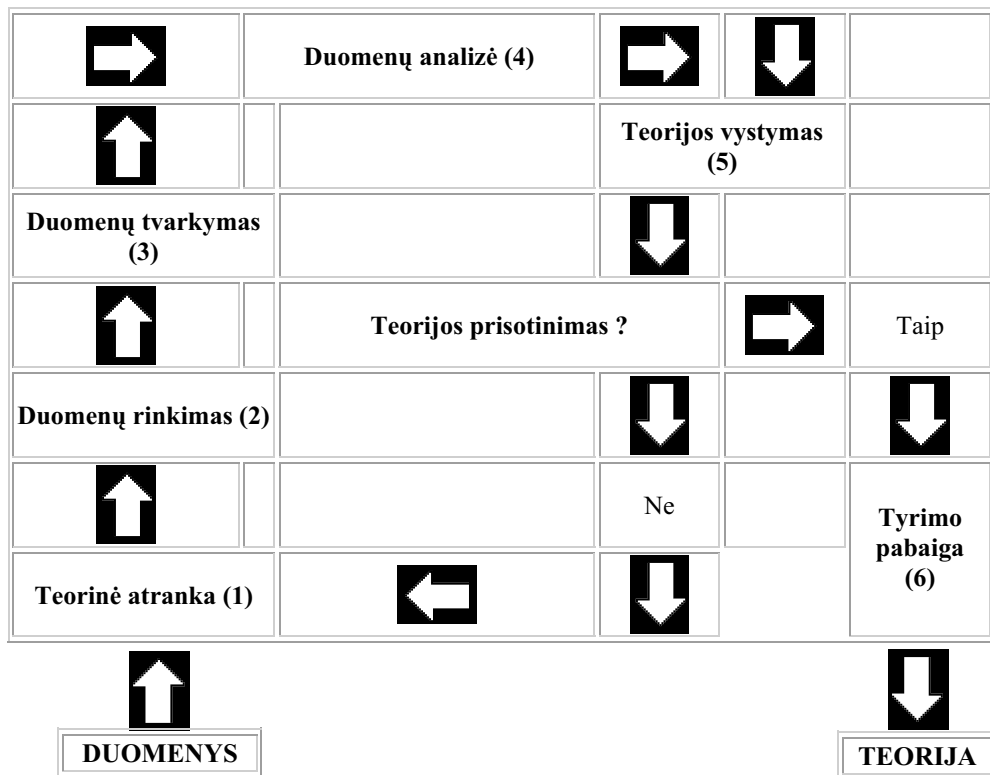 Duomenų analizė (4)
Teorijos vystymas
(5)
Duomenų tvarkymas
(3)
Teorijos prisotinimas ?
Taip
Duomenų rinkimas (2)
Ne
Tyrimo
pabaiga
(6)
Teorinė atranka (1)
DUOMENYS
TEORIJA